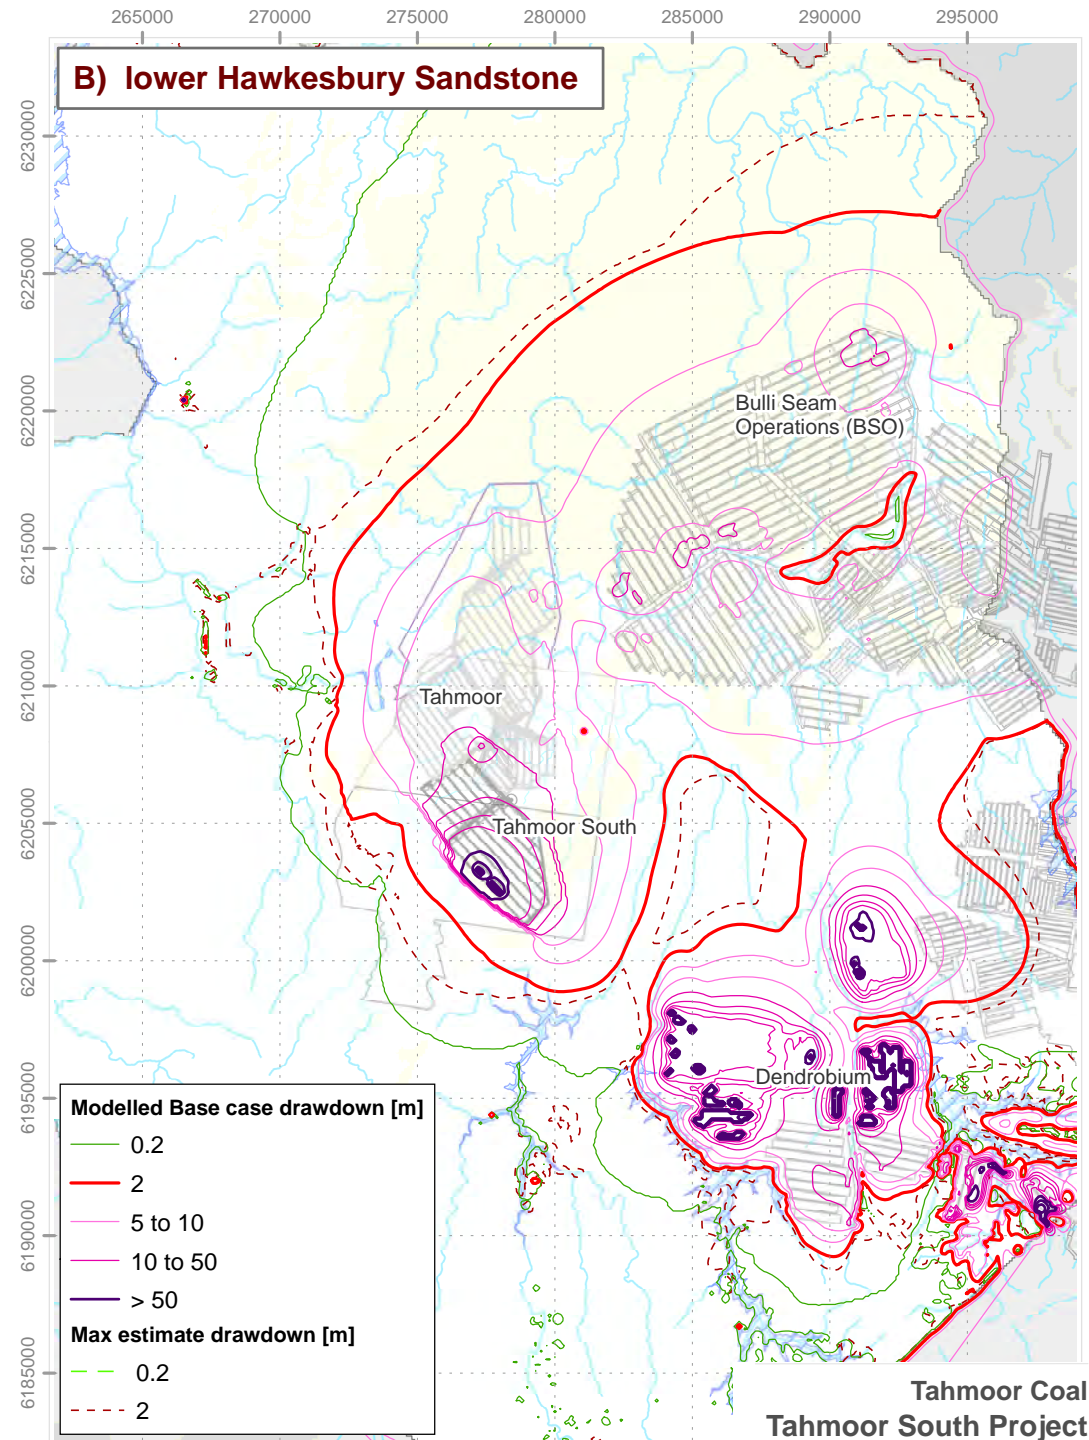 265000 270000 275000 280000 285000 290000 295000
B) lower Hawkesbury Sandstone
6230000
6225000
6220000
6215000
6210000
6205000
6200000
6195000
6190000
6185000
Bulli Seam
Operations (BSO)
Tahmoor
Tahmoor South
Dendrobium
Modelled Base case drawdown [m]
0.2
2
5 to 10
10 to 50
> 50
Max estimate drawdown [m]
0.2
2
Tahmoor Coal
Tahmoor South Project